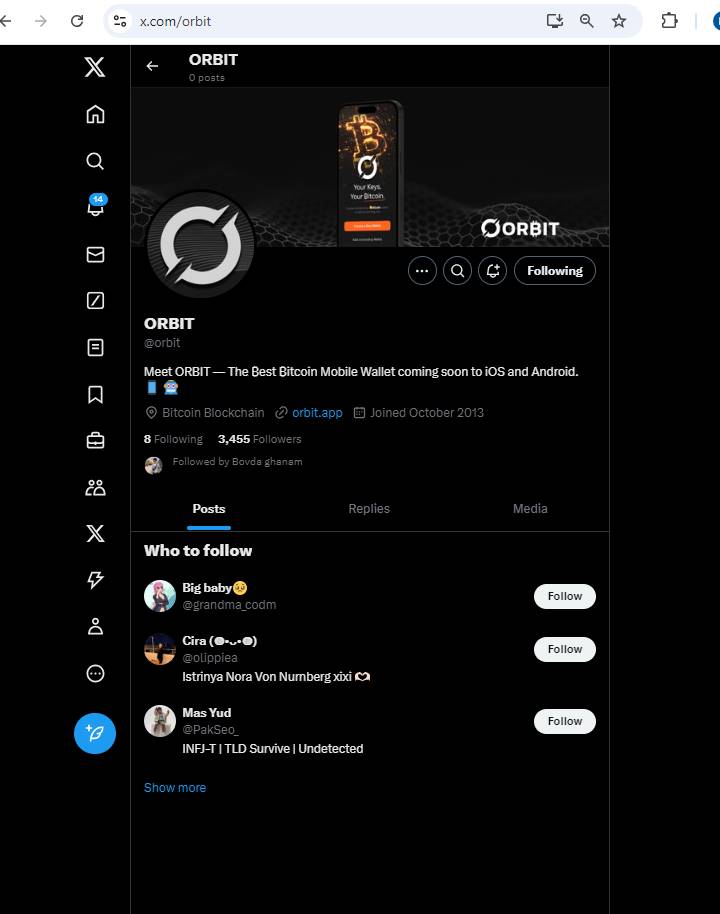 x.com/orbit
ORBIT
0 posts
Your Keys.
Your ₿itcoin.
ORBIT
Following
14
ORBIT
@orbit
Meet ORBIT — The ₿est ₿itcoin Mobile Wallet coming soon to iOS and Android.
📱 🤖
Bitcoin Blockchain orbit.app Joined October 2013
8 Following 3,455 Followers
Followed by Bovda ghanam
Posts Replies Media
Who to follow
Big baby🥺
@grandma_codm
Follow
Cira
@olippiea
Follow
Istrinya Nora Von Nurnberg xixi 🫶🏻
Mas Yud
@PakSeo_
Follow
INFJ-T | TLD Survive | Undetected
Show more